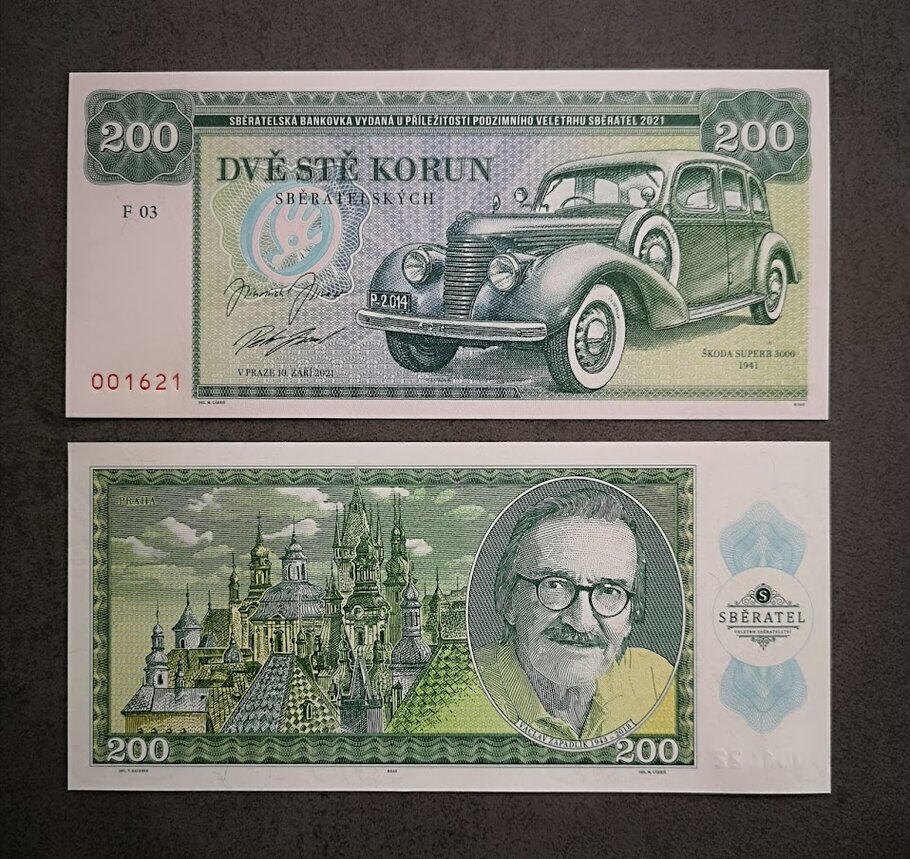 200
SBĚRATELSKÁ BANKOVKA VYDANÁ U PŘÍLEŽITOSTI PODZIMNÍHO VELETRHU SBĚRATEL 2021
200
DVĚ STĚ KORUN
SBĚRATELSKÝCH
F 03
P-2.014
ŠKODA SUPERB 3000
1941
V PRAZE 10. ZÁŘÍ 2021
001621
PRAHA
S
SBĚRATEL
VELETRH SBĚRATELSTVÍ
VÁCLAV ZAPADLÍK 1943 - 2018
200
200